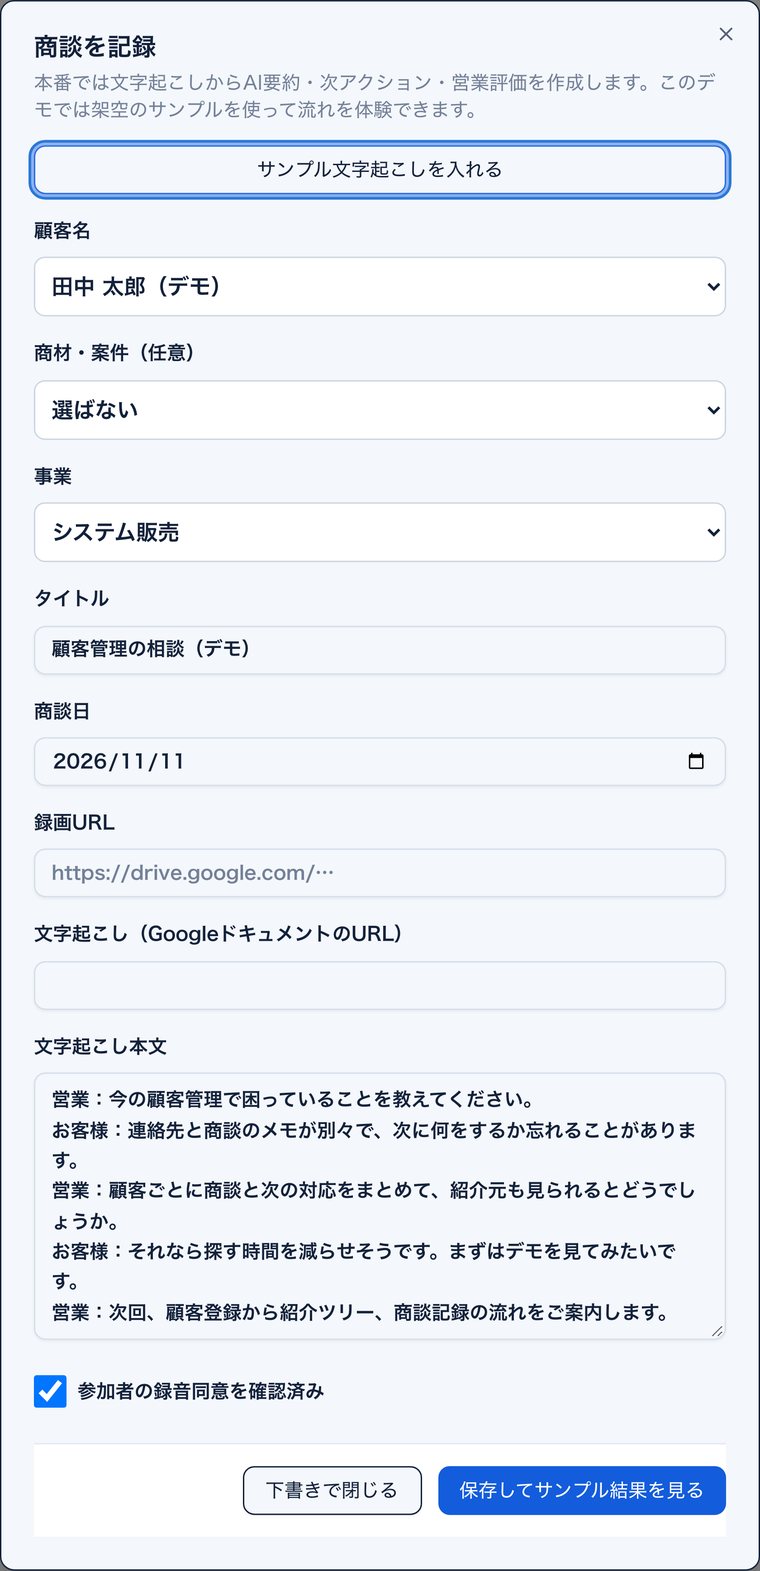 商談を記録
本番では文字起こしからAI要約・次アクション・営業評価を作成します。このデ
モでは架空のサンプルを使って流れを体験できます。
サンプル文字起こしを入れる
顧客名
田中 太郎（デモ）
商材・案件（任意）
選ばない
事業
システム販売
タイトル
顧客管理の相談（デモ）
商談日
2026/11/11
録画URL
https://drive.google.com/…
文字起こし（GoogleドキュメントのURL）
文字起こし本文
営業：今の顧客管理で困っていることを教えてください。
お客様：連絡先と商談のメモが別々で、次に何をするか忘れることがありま
す。
営業：顧客ごとに商談と次の対応をまとめて、紹介元も見られるとどうでし
ょうか。
お客様：それなら探す時間を減らせそうです。まずはデモを見てみたいで
す。
営業：次回、顧客登録から紹介ツリー、商談記録の流れをご案内します。
参加者の録音同意を確認済み
下書きで閉じる
保存してサンプル結果を見る